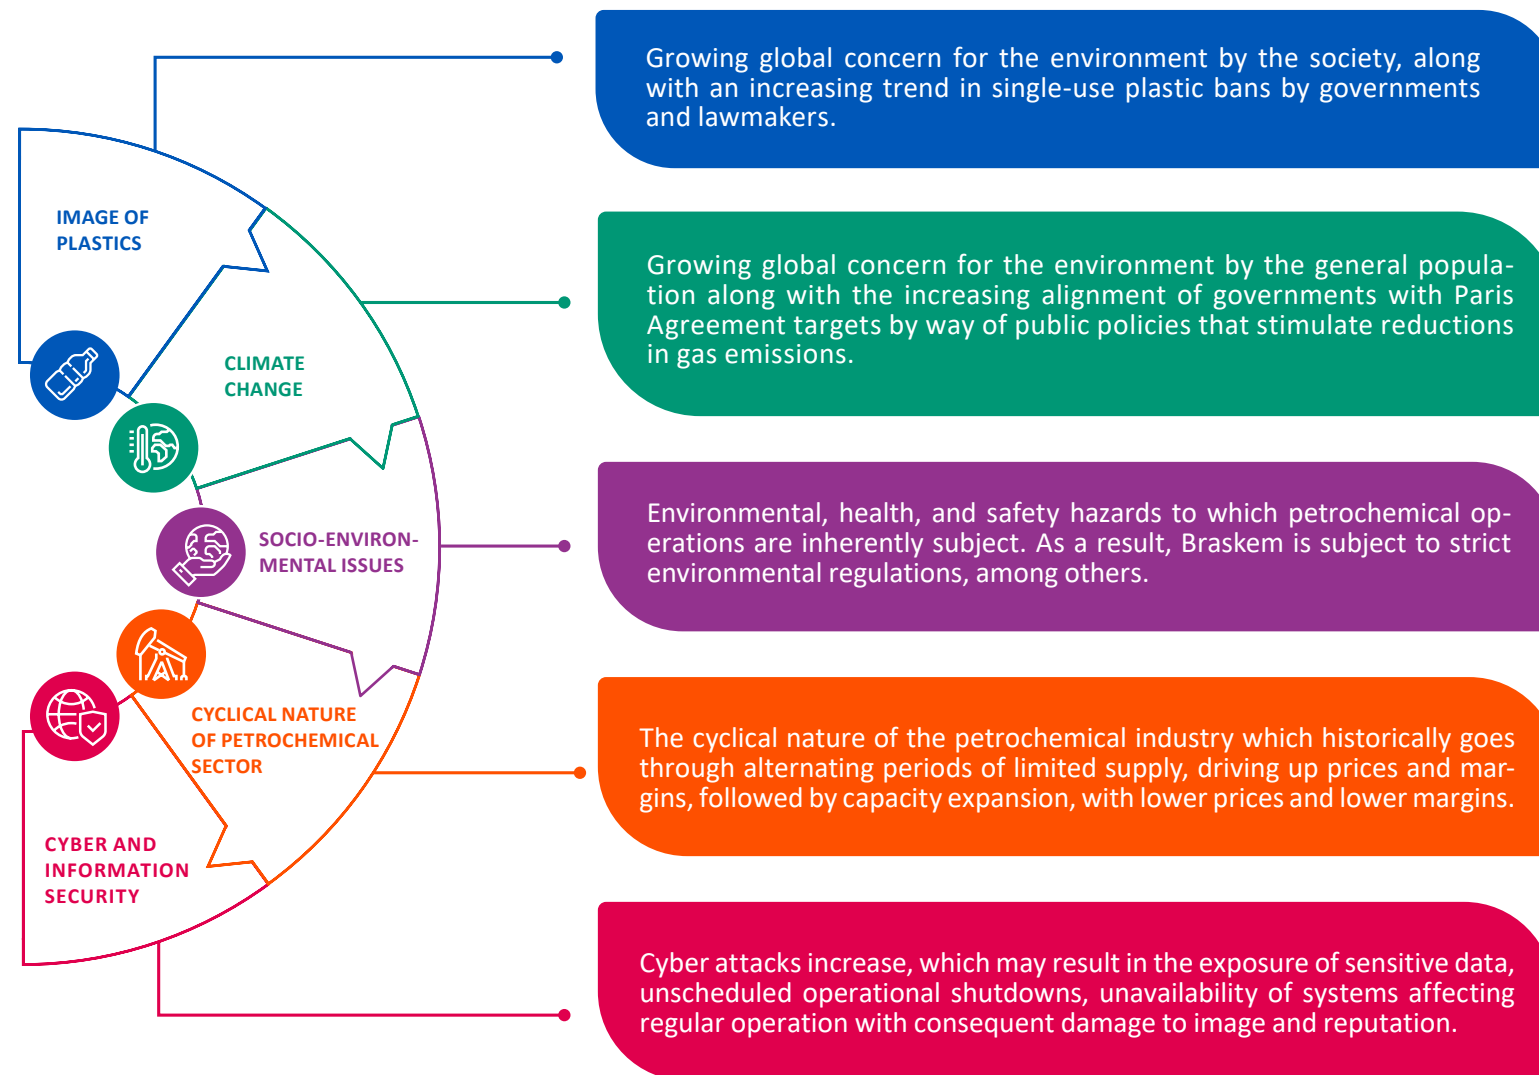 IMAGE OF
PLASTICS
Growing global concern for the environment by the society, along
with an increasing trend in single-use plastic bans by governments
and lawmakers.
CLIMATE
CHANGE
Growing global concern for the environment by the general popula-
tion along with the increasing alignment of governments with Paris
Agreement targets by way of public policies that stimulate reductions
in gas emissions.
SOCIO-ENVIRON-
MENTAL ISSUES
Environmental, health, and safety hazards to which petrochemical op-
erations are inherently subject. As a result, Braskem is subject to strict
environmental regulations, among others.
CYCLICAL NATURE
OF PETROCHEMICAL
SECTOR
The cyclical nature of the petrochemical industry which historically goes
through alternating periods of limited supply, driving up prices and mar-
gins, followed by capacity expansion, with lower prices and lower margins.
CYBER AND
INFORMATION
SECURITY
Cyber attacks increase, which may result in the exposure of sensitive data,
unscheduled operational shutdowns, unavailability of systems affecting
regular operation with consequent damage to image and reputation.